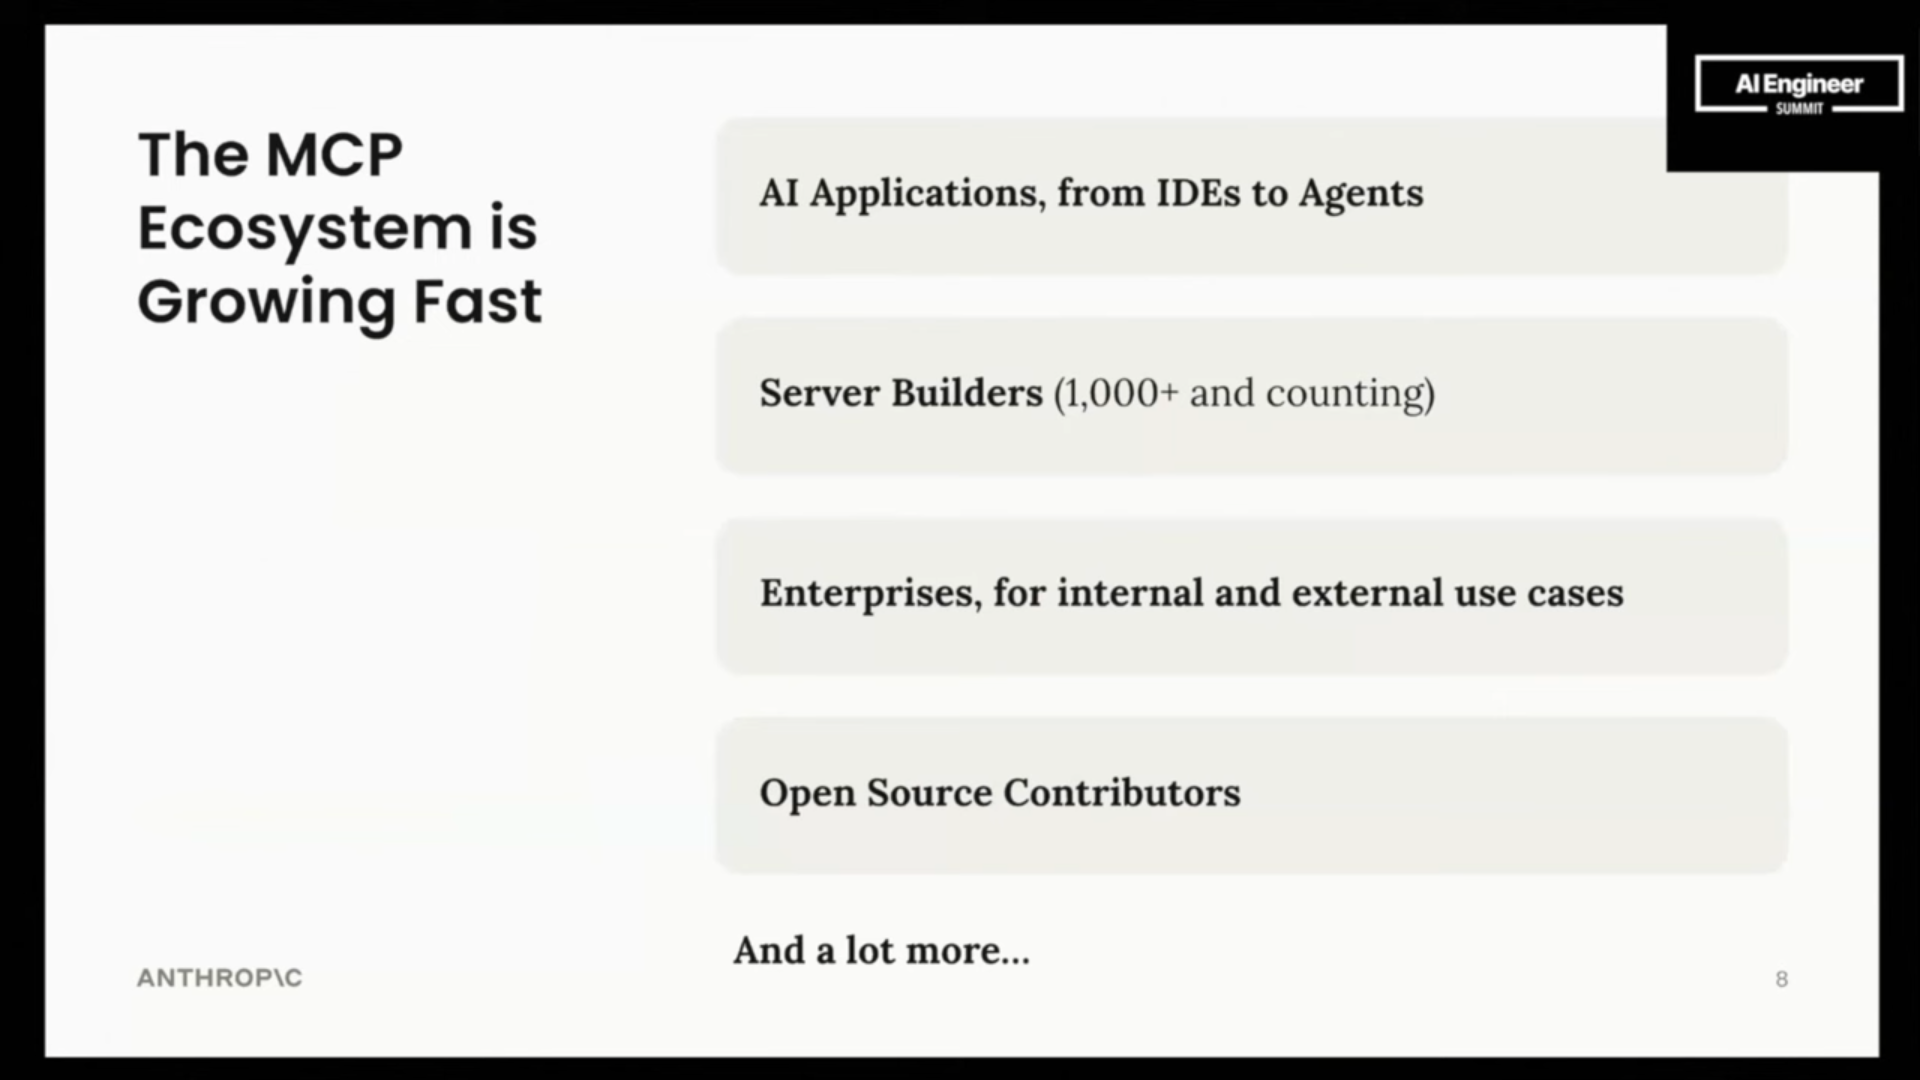 The MCP
Ecosystem is
Growing Fast
AI Engineer
SUMMIT
AI Applications, from IDEs to Agents
Server Builders (1,000+ and counting)
Enterprises, for internal and external use cases
Open Source Contributors
And a lot more...
ANTHROP\C
8